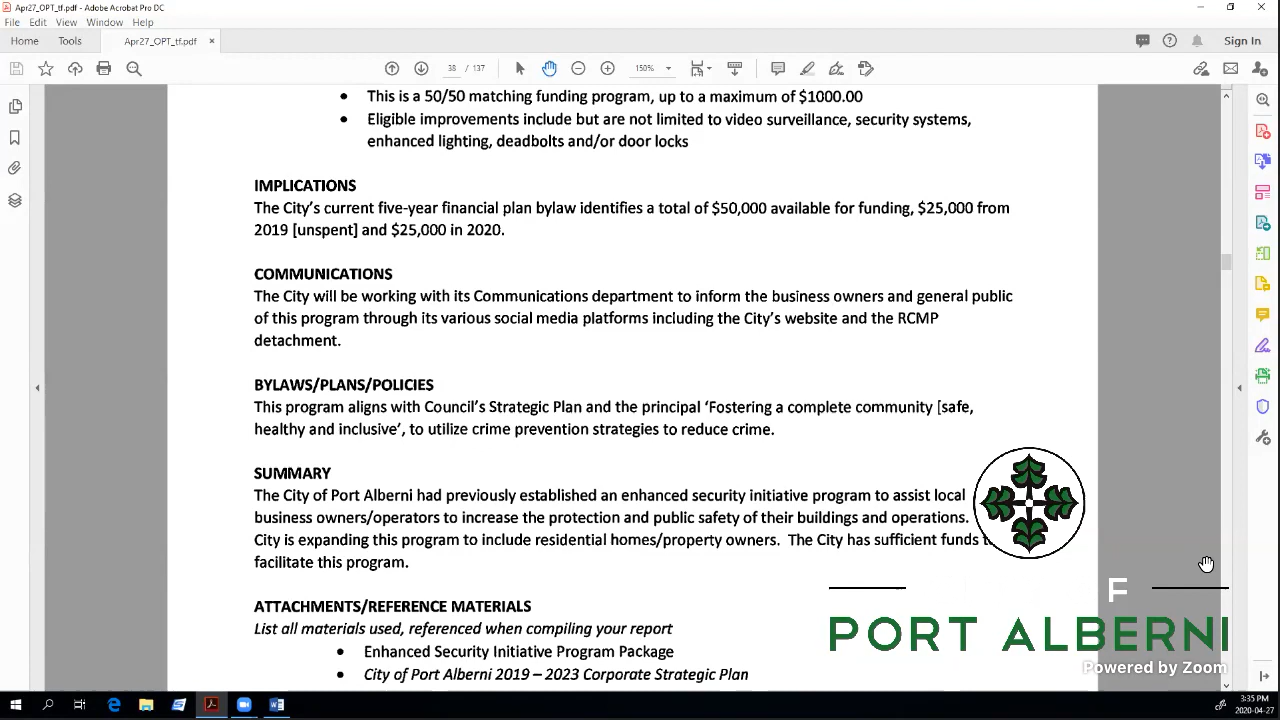 Apr27_OPT_tf.pdf - Adobe Acrobat Pro DC
File Edit View Window Help
Home Tools Apr27_OPT_tf.pdf × Sign In
38 / 137 150%
• This is a 50/50 matching funding program, up to a maximum of $1000.00
• Eligible improvements include but are not limited to video surveillance, security systems,
enhanced lighting, deadbolts and/or door locks
IMPLICATIONS
The City's current five-year financial plan bylaw identifies a total of $50,000 available for funding, $25,000 from
2019 [unspent] and $25,000 in 2020.
COMMUNICATIONS
The City will be working with its Communications department to inform the business owners and general public
of this program through its various social media platforms including the City's website and the RCMP
detachment.
BYLAWS/PLANS/POLICIES
This program aligns with Council's Strategic Plan and the principal 'Fostering a complete community [safe,
healthy and inclusive', to utilize crime prevention strategies to reduce crime.
SUMMARY
The City of Port Alberni had previously established an enhanced security initiative program to assist local
business owners/operators to increase the protection and public safety of their buildings and operations.
City is expanding this program to include residential homes/property owners. The City has sufficient funds
facilitate this program.
ATTACHMENTS/REFERENCE MATERIALS
List all materials used, referenced when compiling your report
• Enhanced Security Initiative Program Package
• City of Port Alberni 2019 – 2023 Corporate Strategic Plan
F
PORT ALBERNI
Powered by Zoom
3:35 PM
2020-04-27